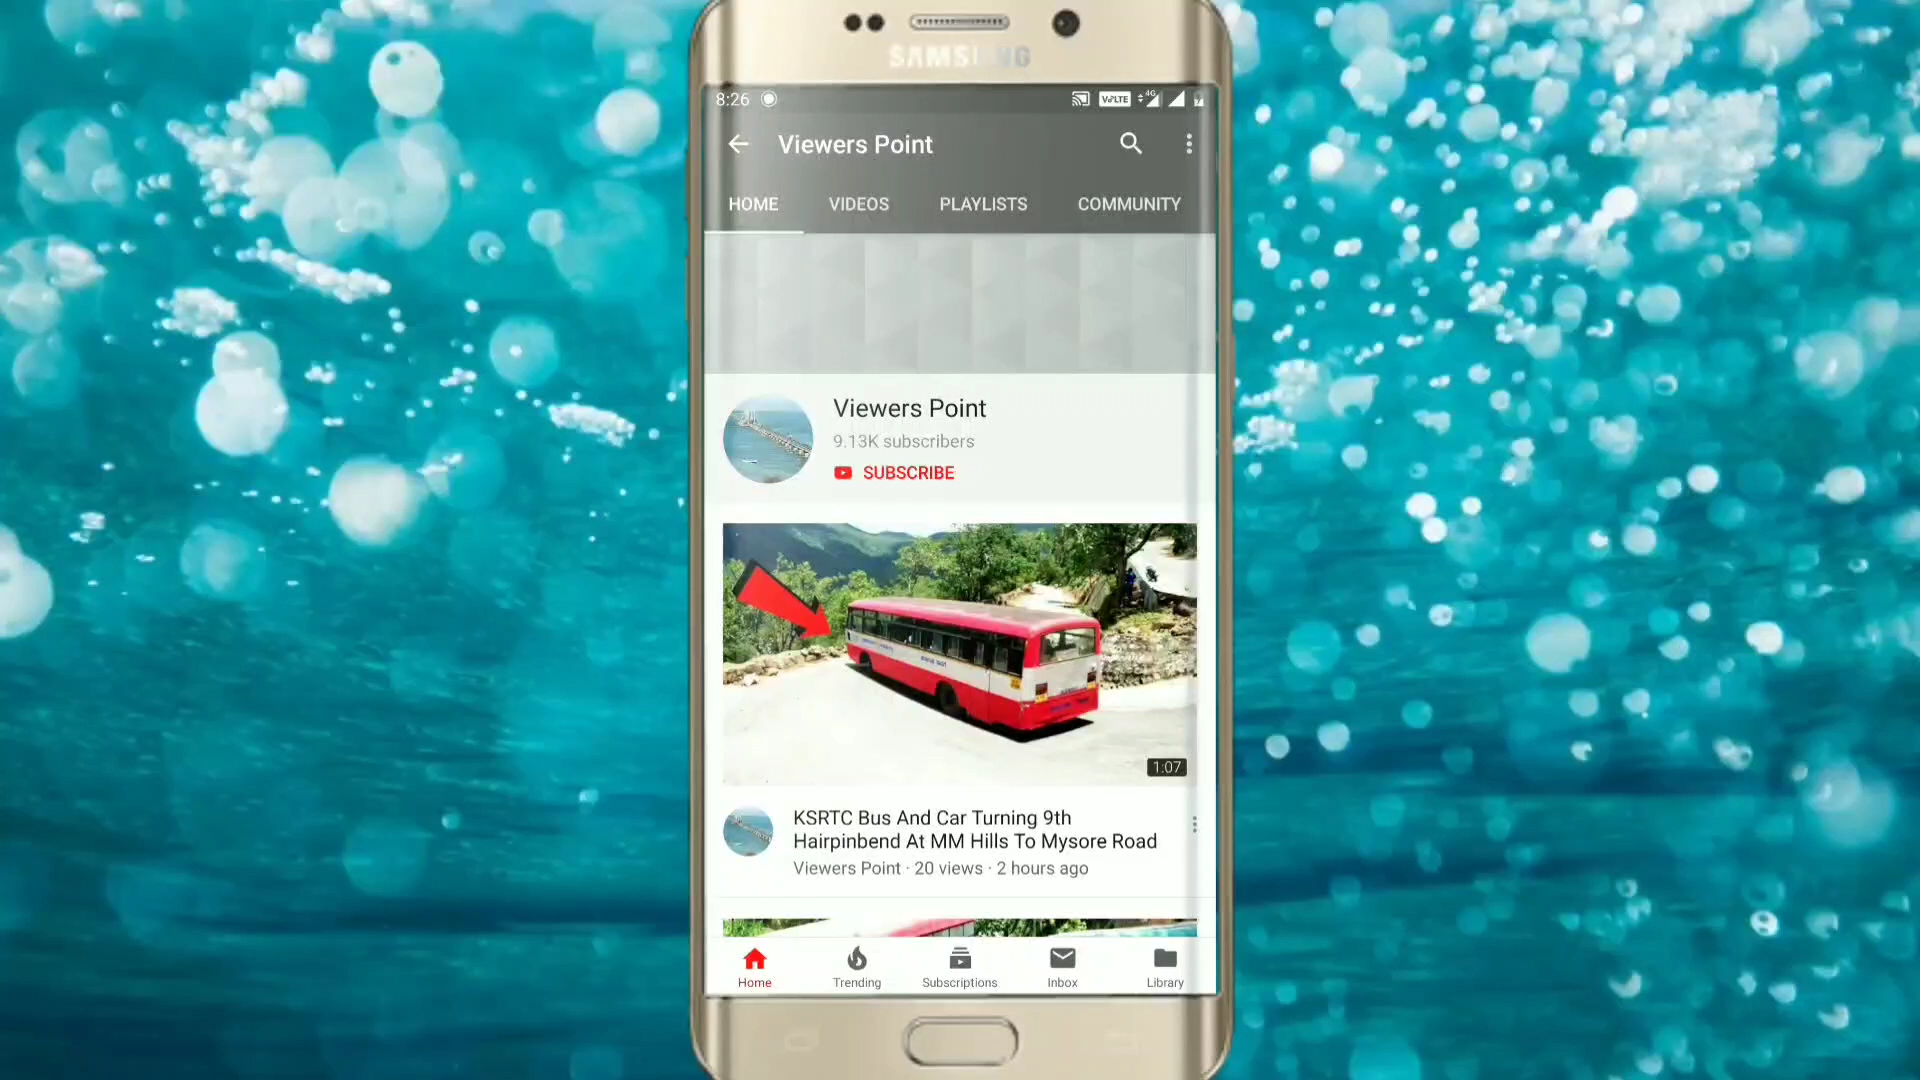 SAMSUNG
8:26
VoLTE 4G
Viewers Point
HOME VIDEOS PLAYLISTS COMMUNITY
Viewers Point
9.13K subscribers
SUBSCRIBE
1:07
KSRTC Bus And Car Turning 9th
Hairpinbend At MM Hills To Mysore Road
Viewers Point · 20 views · 2 hours ago
Home Trending Subscriptions Inbox Library